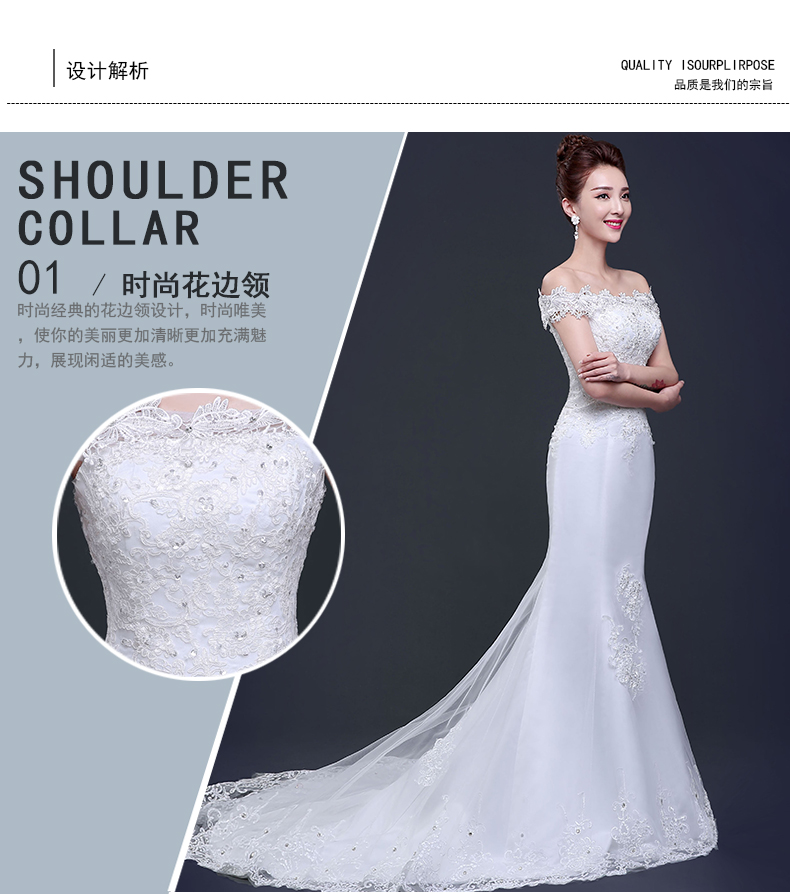 设计解析
QUALITY ISOURPLIRPOSE
品质是我们的宗旨
SHOULDER
COLLAR
01 / 时尚花边领
时尚经典的花边领设计，时尚唯美
，使你的美丽更加清晰更加充满魅
力，展现闲适的美感。